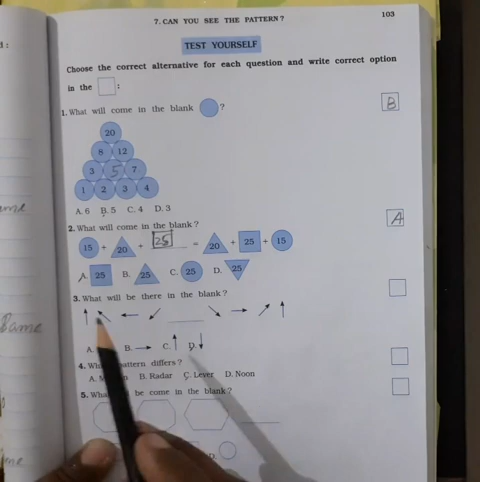 7. CAN YOU SEE THE PATTERN ?
103
TEST YOURSELF
Choose the correct alternative for each question and write correct option
in the :
1. What will come in the blank ?
B
20
8 12
3 5 7
1 2 3 4
A. 6 B. 5 C. 4 D. 3
2. What will come in the blank ?
A
15 + 20 + 25 = 20 + 25 + 15
A. 25 B. 25 C. 25 D. 25
3. What will be there in the blank ?
A. B. → C. ↑ D. ↓
4. pattern differs ?
A. B. Radar C. Lever D. Noon
5. be come in the blank?
D.